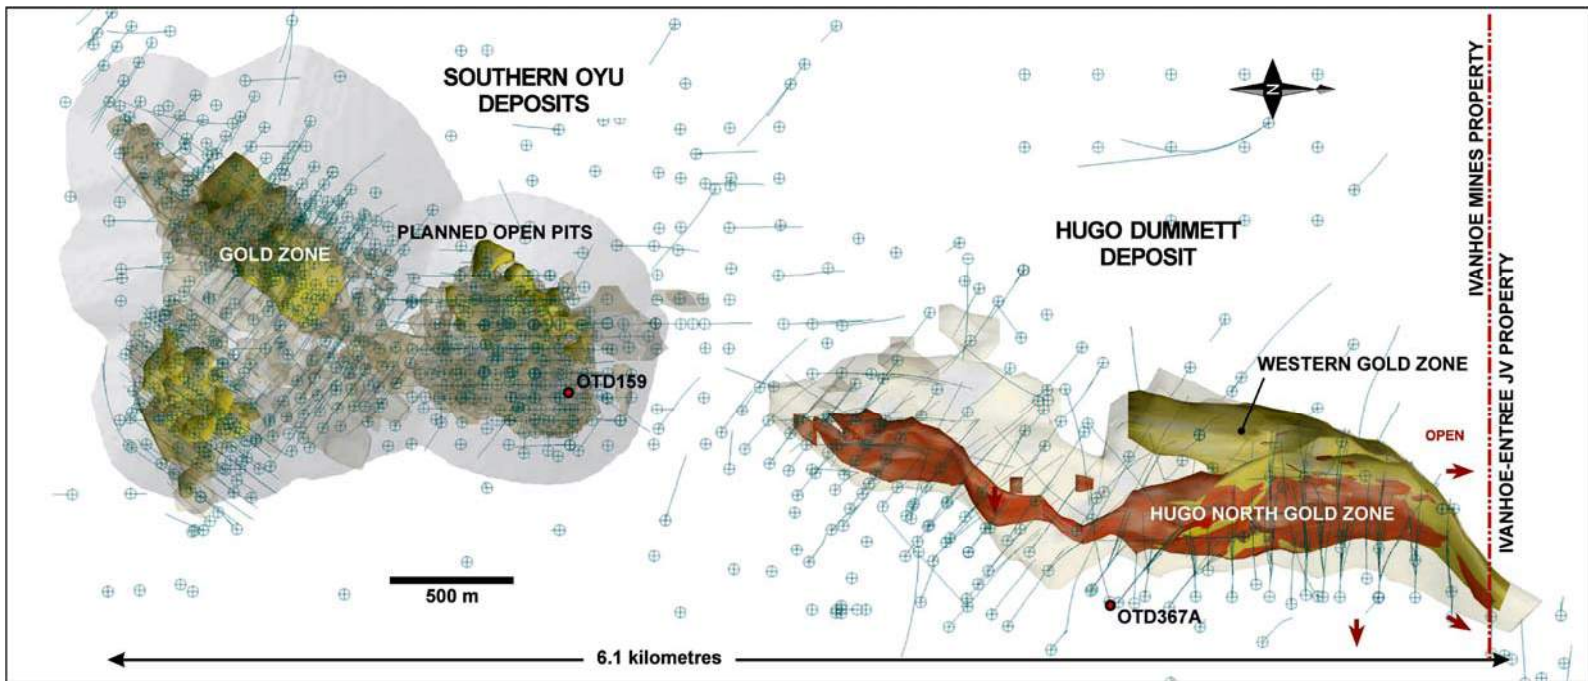 SOUTHERN OYU
DEPOSITS
N
HUGO DUMMETT
DEPOSIT
IVANHOE MINES PROPERTY
IVANHOE-ENTREE JV PROPERTY
GOLD ZONE
PLANNED OPEN PITS
OTD159
WESTERN GOLD ZONE
OPEN
HUGO NORTH GOLD ZONE
500 m
OTD367A
6.1 kilometres